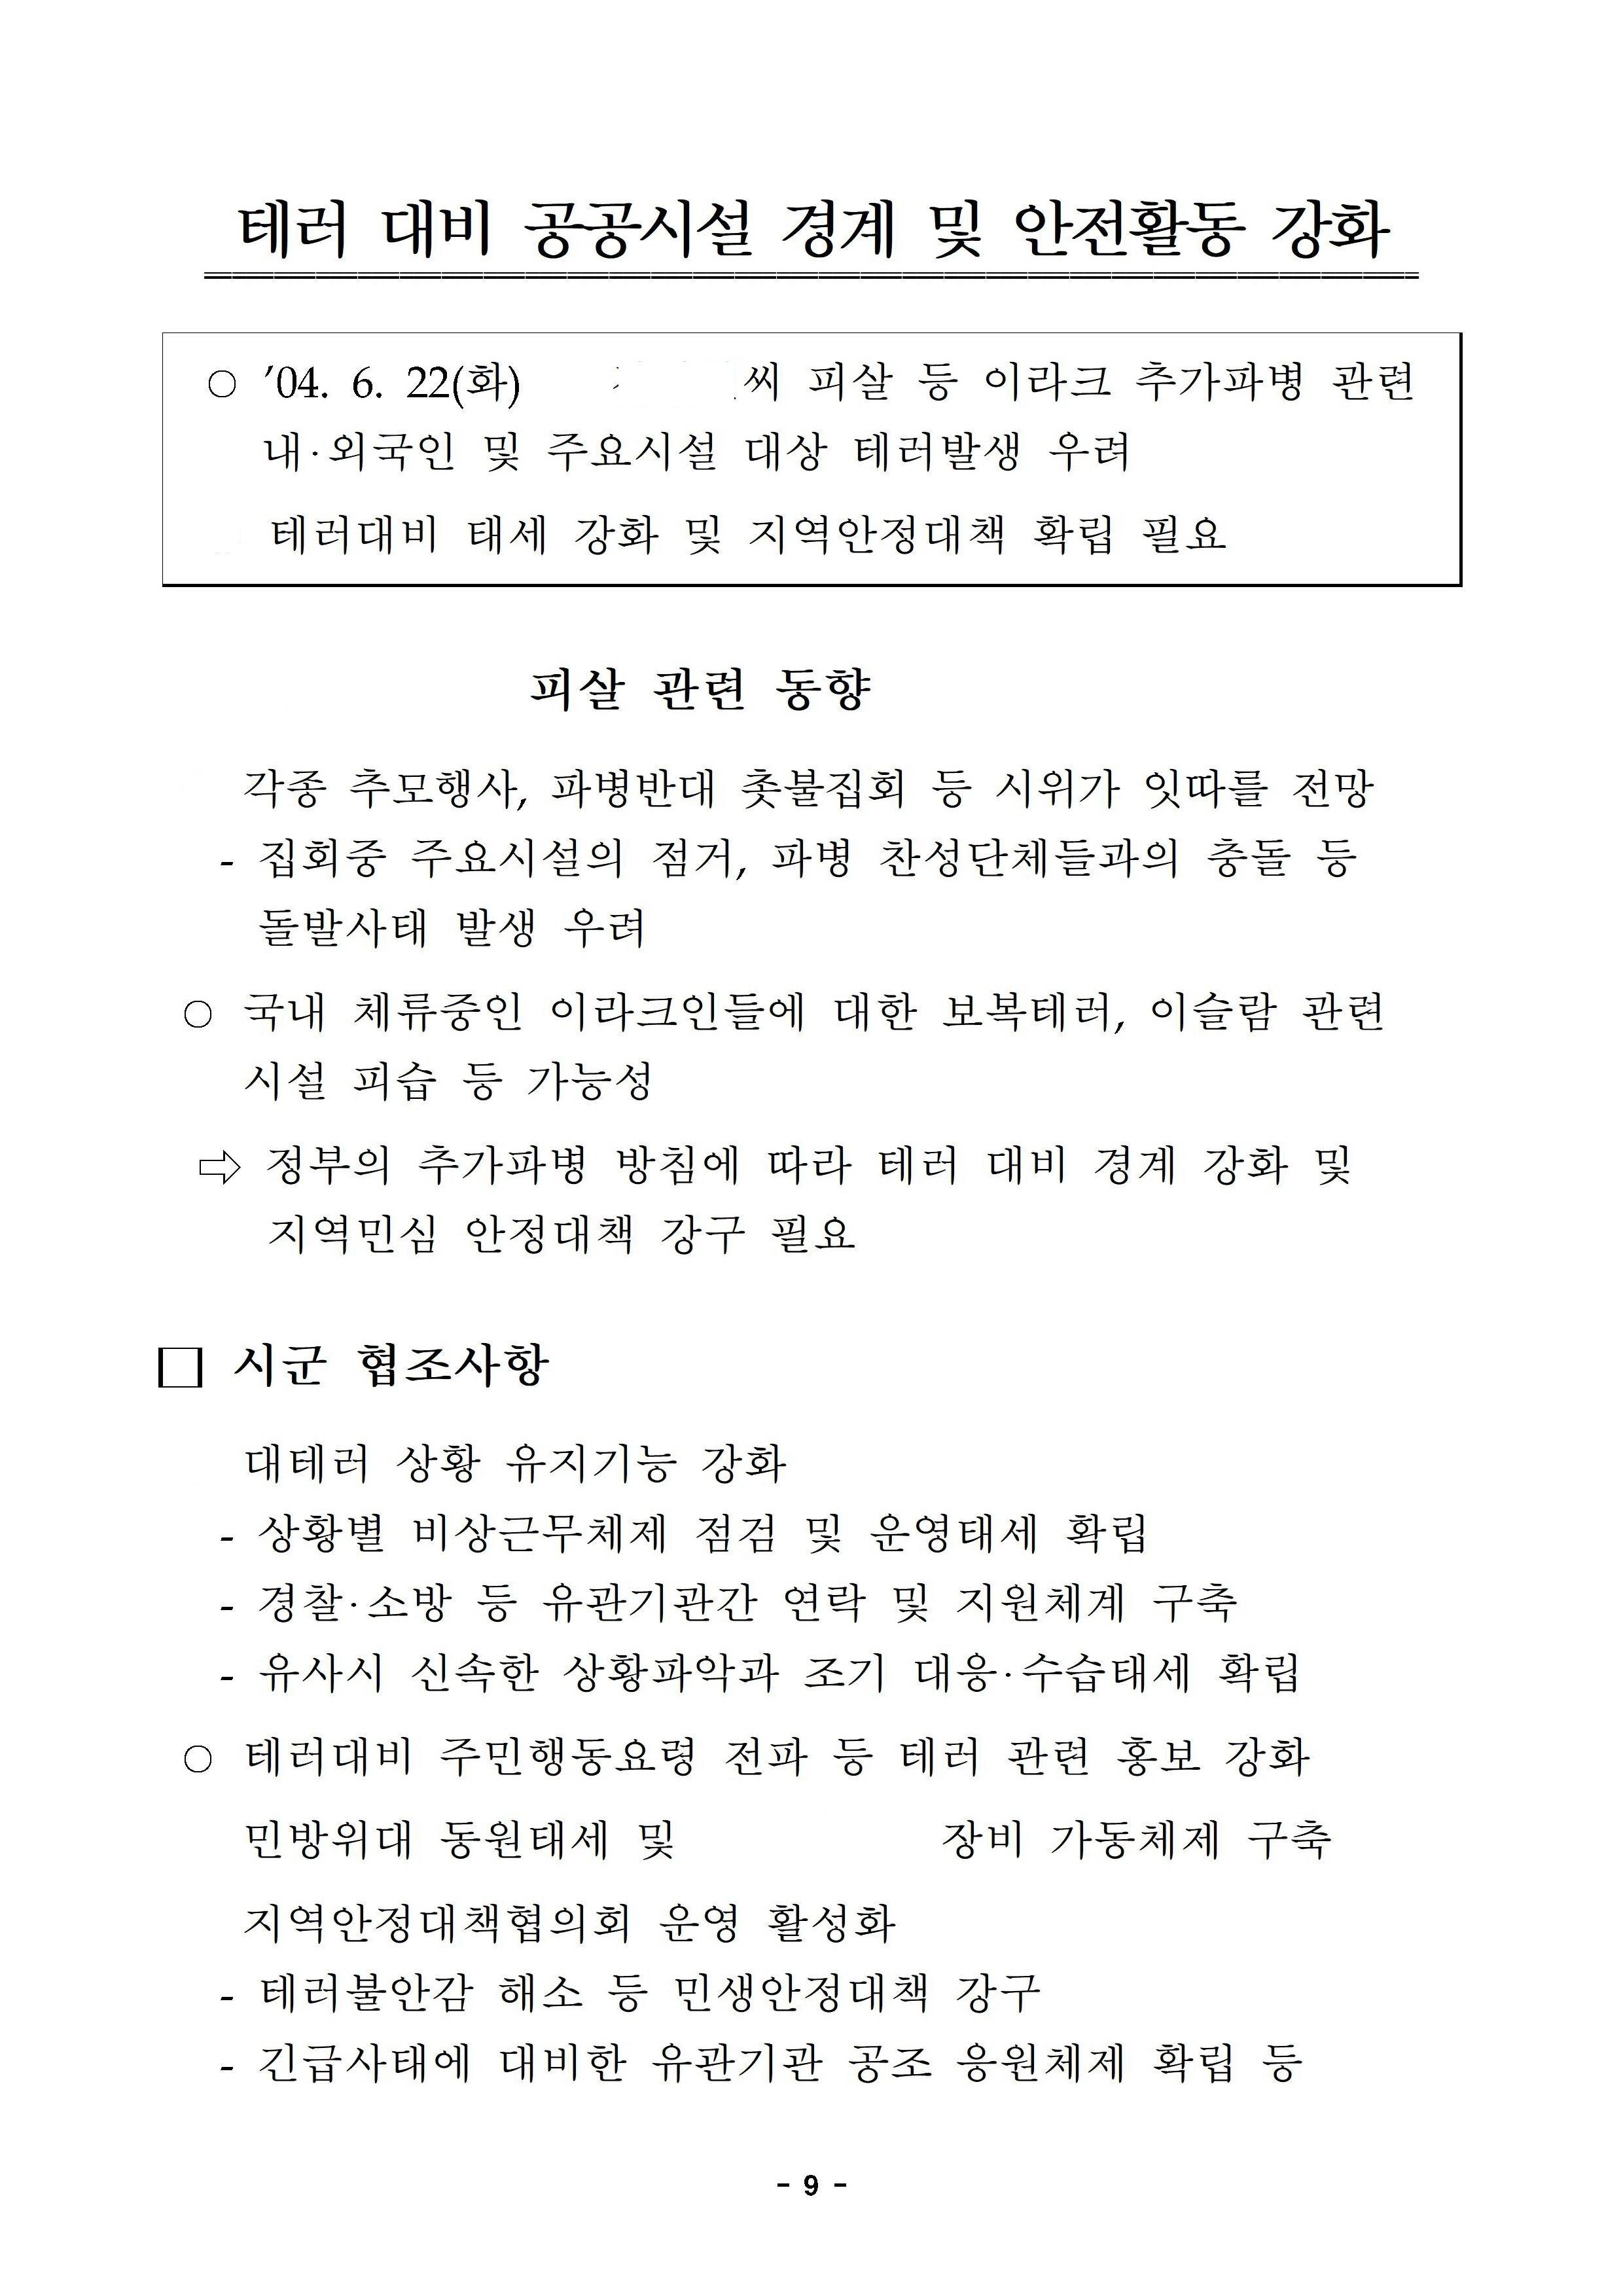 테러 대비 공공시설 경계 및 안전활동 강화
○ ’04. 6. 22(화) 씨 피살 등 이라크 추가파병 관련
내·외국인 및 주요시설 대상 테러발생 우려
테러대비 태세 강화 및 지역안정대책 확립 필요
피살 관련 동향
각종 추모행사, 파병반대 촛불집회 등 시위가 잇따를 전망
- 집회중 주요시설의 점거, 파병 찬성단체들과의 충돌 등
돌발사태 발생 우려
○ 국내 체류중인 이라크인들에 대한 보복테러, 이슬람 관련
시설 피습 등 가능성
⇨ 정부의 추가파병 방침에 따라 테러 대비 경계 강화 및
지역민심 안정대책 강구 필요
□ 시군 협조사항
대테러 상황 유지기능 강화
- 상황별 비상근무체제 점검 및 운영태세 확립
- 경찰·소방 등 유관기관간 연락 및 지원체계 구축
- 유사시 신속한 상황파악과 조기 대응·수습태세 확립
○ 테러대비 주민행동요령 전파 등 테러 관련 홍보 강화
민방위대 동원태세 및 장비 가동체제 구축
지역안정대책협의회 운영 활성화
- 테러불안감 해소 등 민생안정대책 강구
- 긴급사태에 대비한 유관기관 공조 응원체제 확립 등
- 9 -